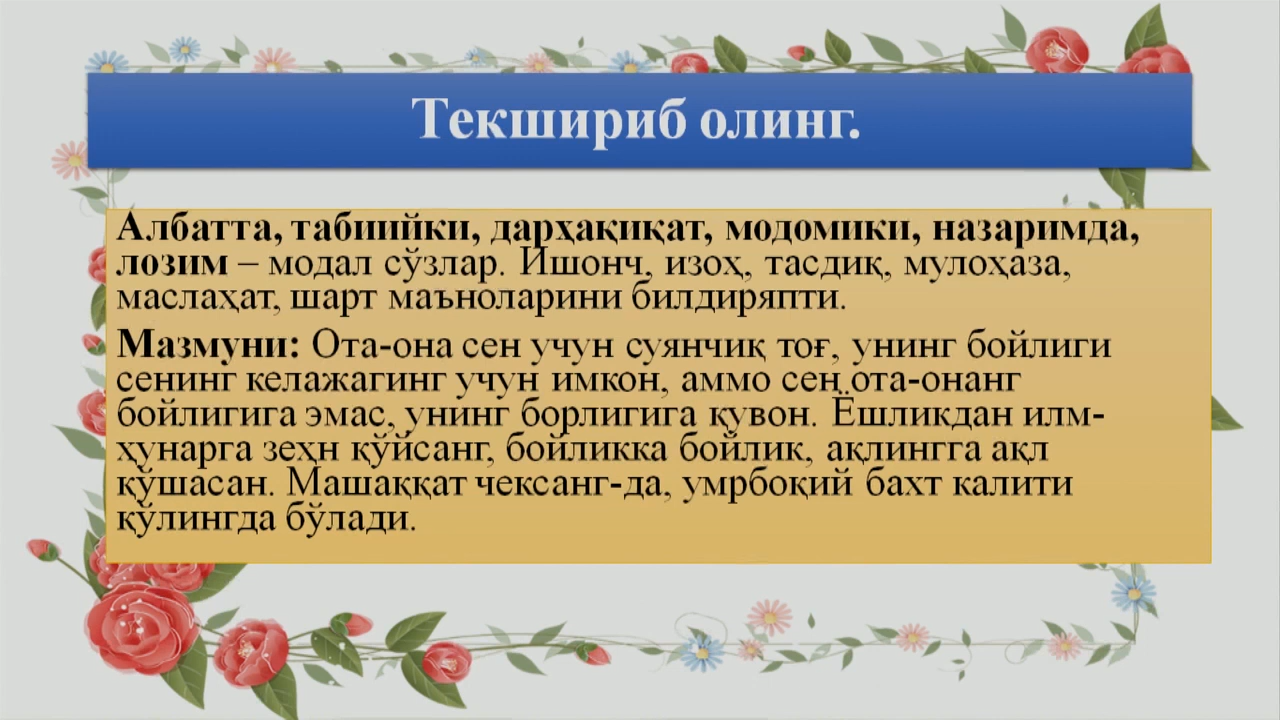 Текшириб олинг.
Албатта, табиийки, дарҳақиқат, модомики, назаримда,
лозим – модал сўзлар. Ишонч, изоҳ, тасдиқ, мулоҳаза,
маслаҳат, шарт маъноларини билдиряпти.
Мазмуни: Ота-она сен учун суянчиқ тоғ, унинг бойлиги
сенинг келажагинг учун имкон, аммо сен ота-онанг
бойлигига эмас, унинг борлигига қувон. Ёшликдан илм-
ҳунарга зеҳн қўйсанг, бойликка бойлик, ақлингга ақл
қўшасан. Машаққат чексанг-да, умрбоқий бахт калити
қўлингда бўлади.